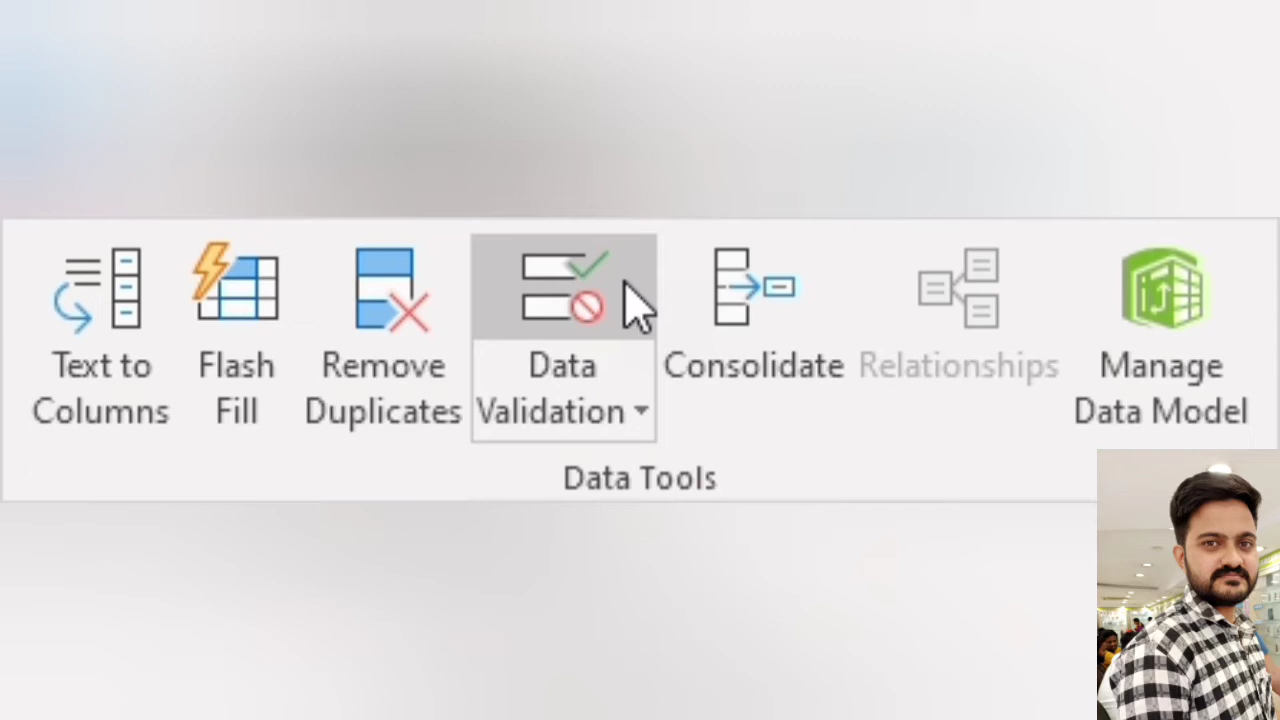 Text to
Columns
Flash
Fill
Remove
Duplicates
Data
Validation
Consolidate
Relationships
Manage
Data Model
Data Tools